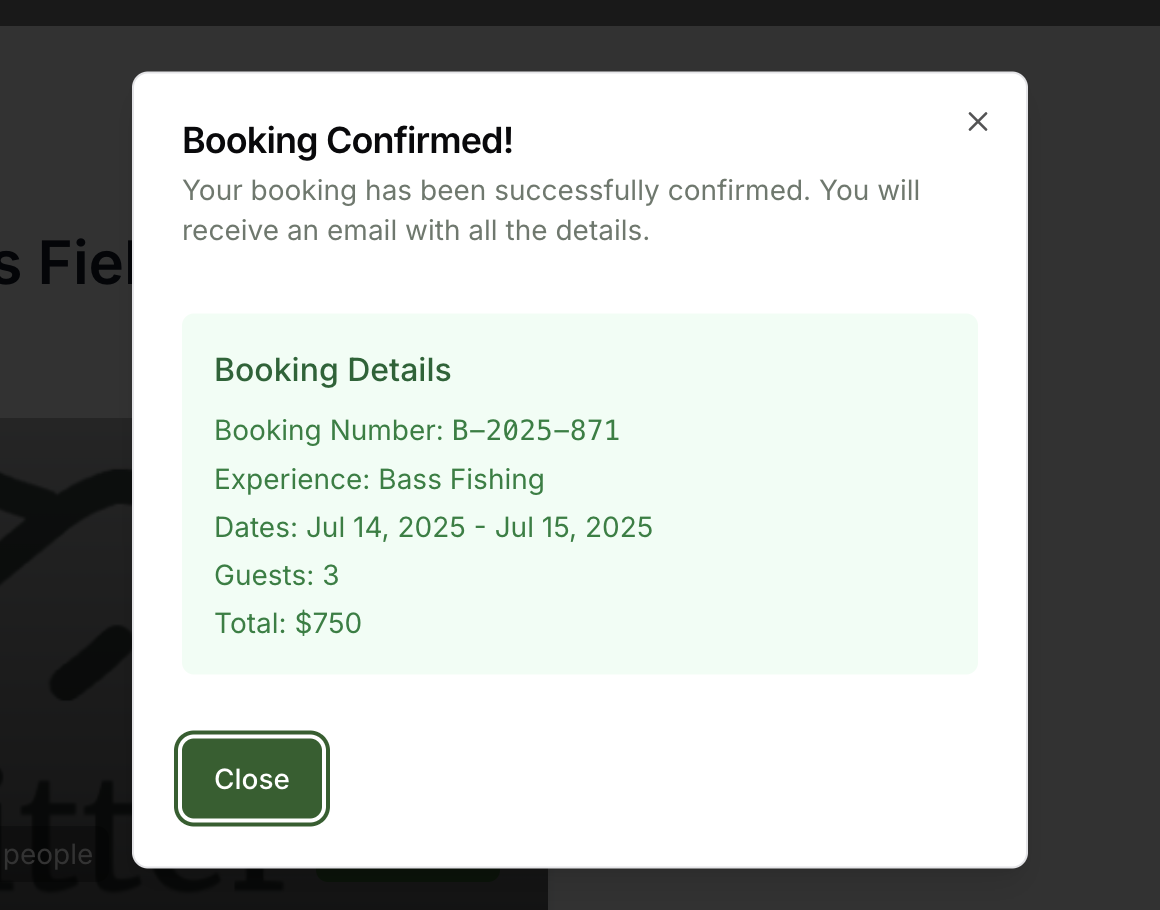 Booking Confirmed!
Your booking has been successfully confirmed. You will
receive an email with all the details.
s Fiel
Booking Details
Booking Number: B–2025–871
Experience: Bass Fishing
Dates: Jul 14, 2025 - Jul 15, 2025
Guests: 3
Total: $750
Close
itter
people